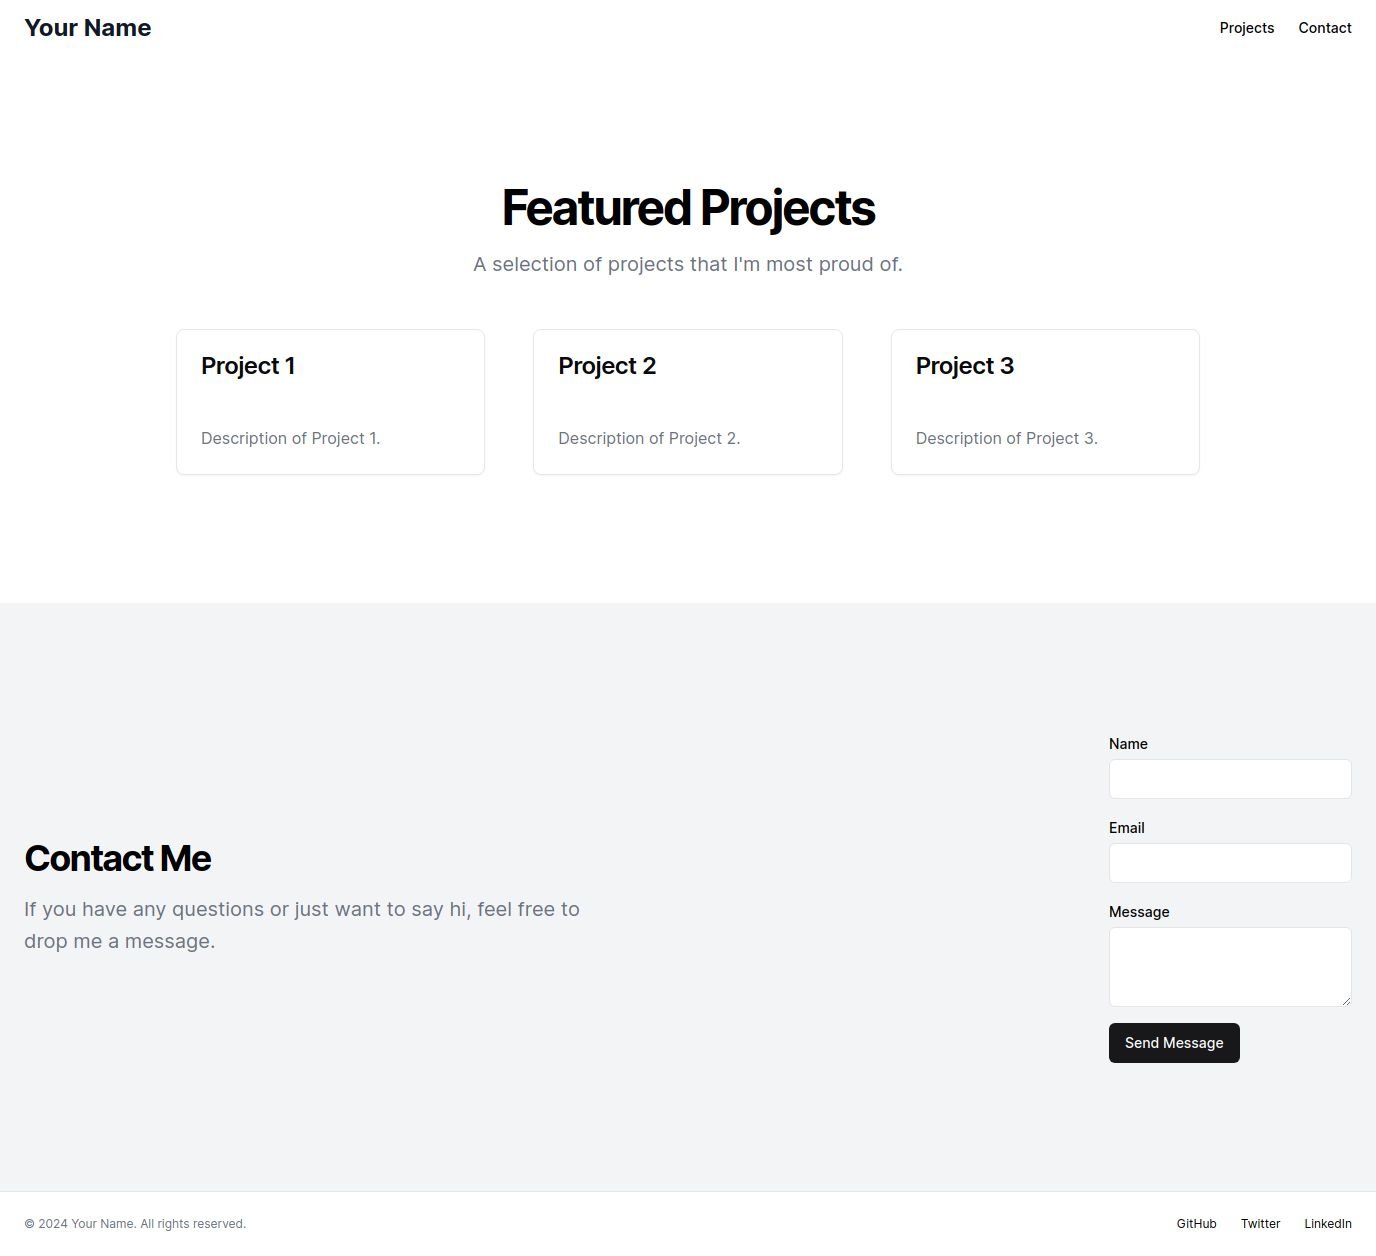 Your Name
Projects
Contact
Featured Projects
A selection of projects that I'm most proud of.
Project 1
Description of Project 1.
Project 2
Description of Project 2.
Project 3
Description of Project 3.
Contact Me
If you have any questions or just want to say hi, feel free to
drop me a message.
Name
Email
Message
Send Message
© 2024 Your Name. All rights reserved.
GitHub
Twitter
LinkedIn